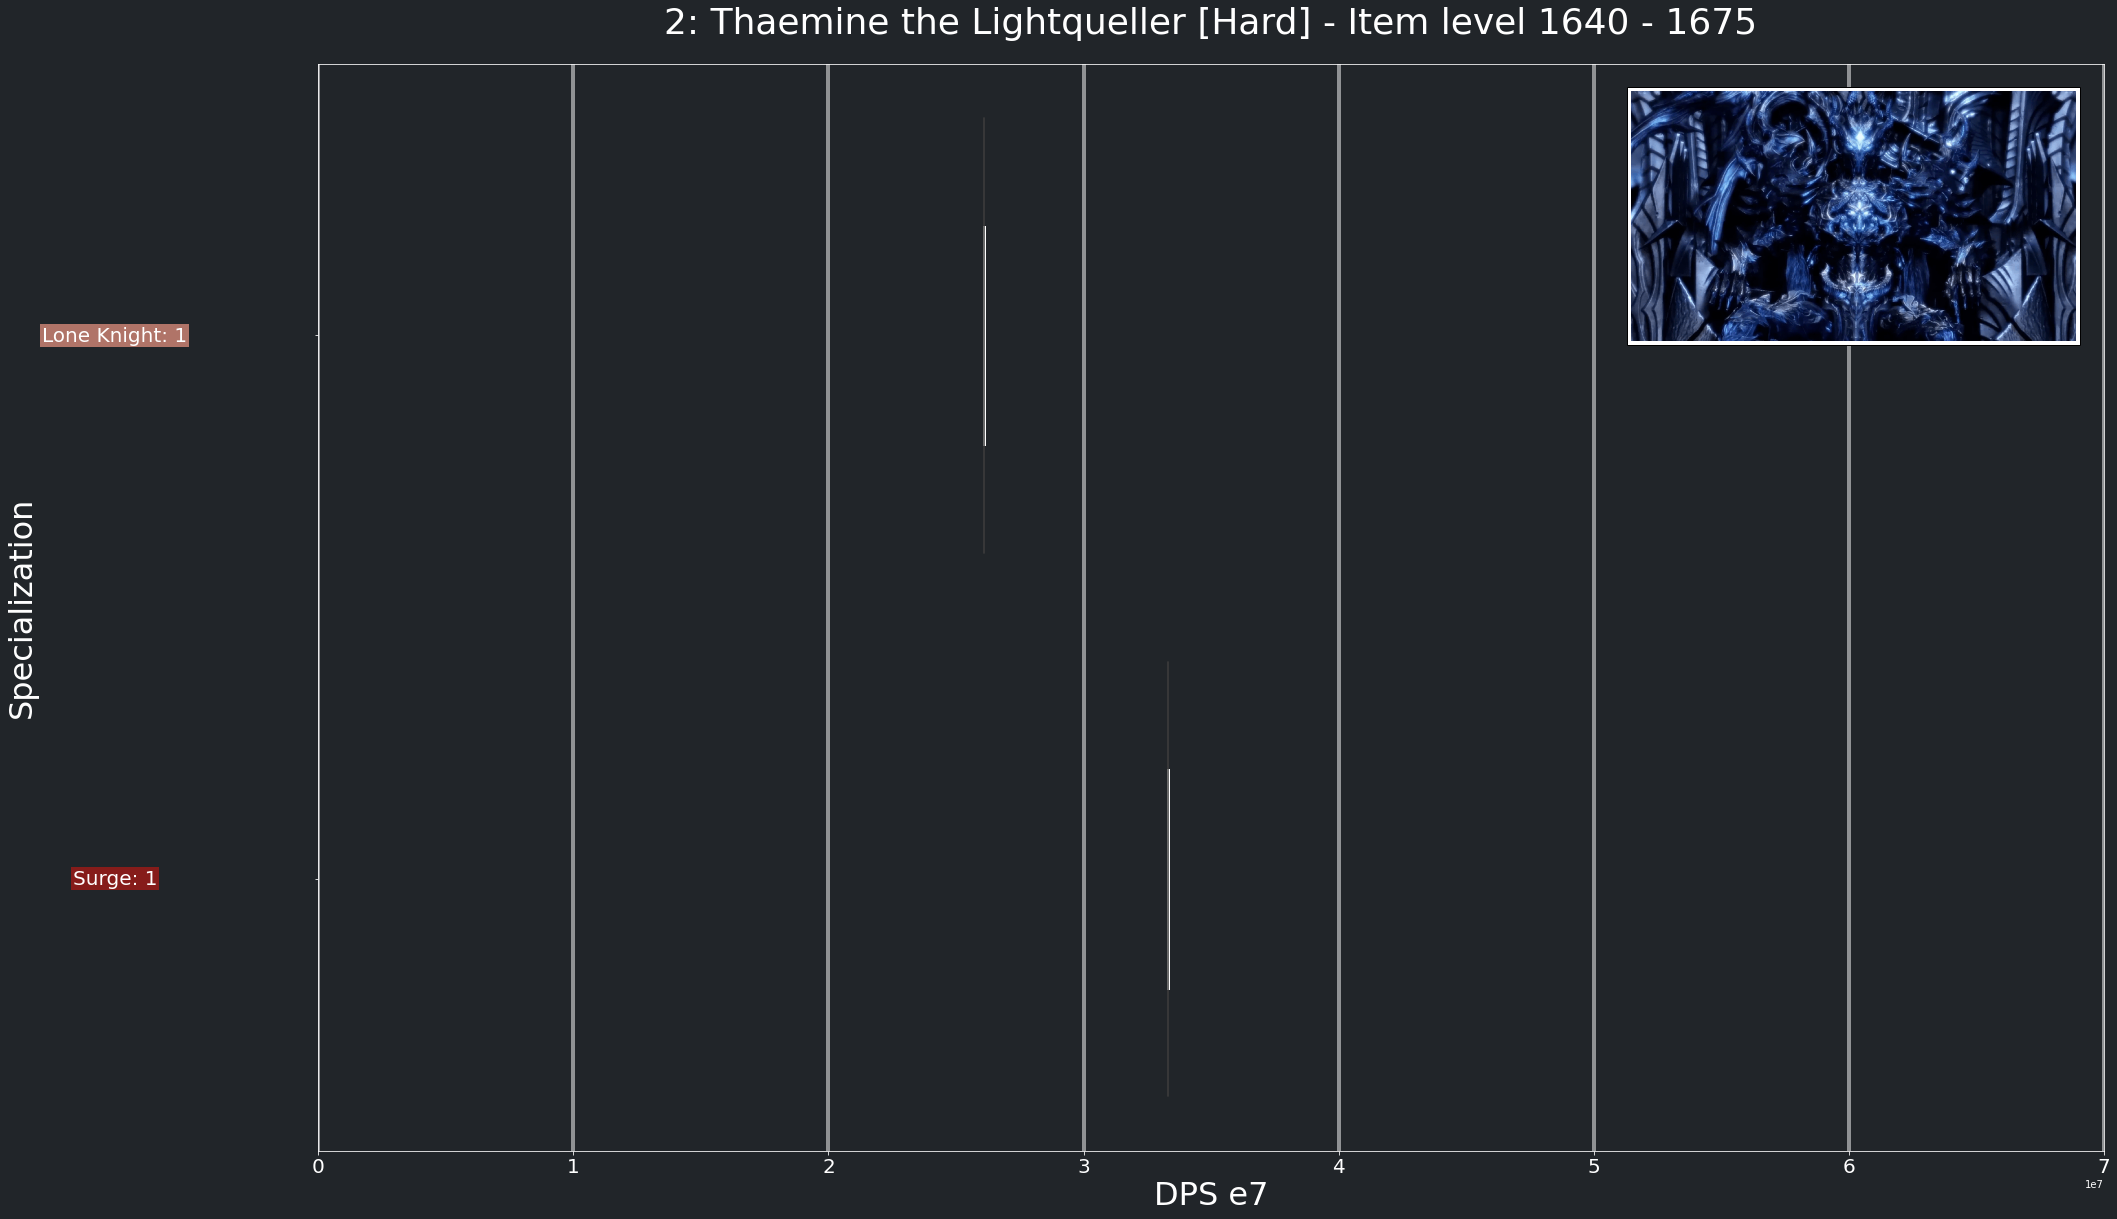 2: Thaemine the Lightqueller [Hard] - Item level 1640 - 1675
Specialization
Lone Knight: 1
Surge: 1
0 1 2 3 4 5 6 7
1e7
DPS e7